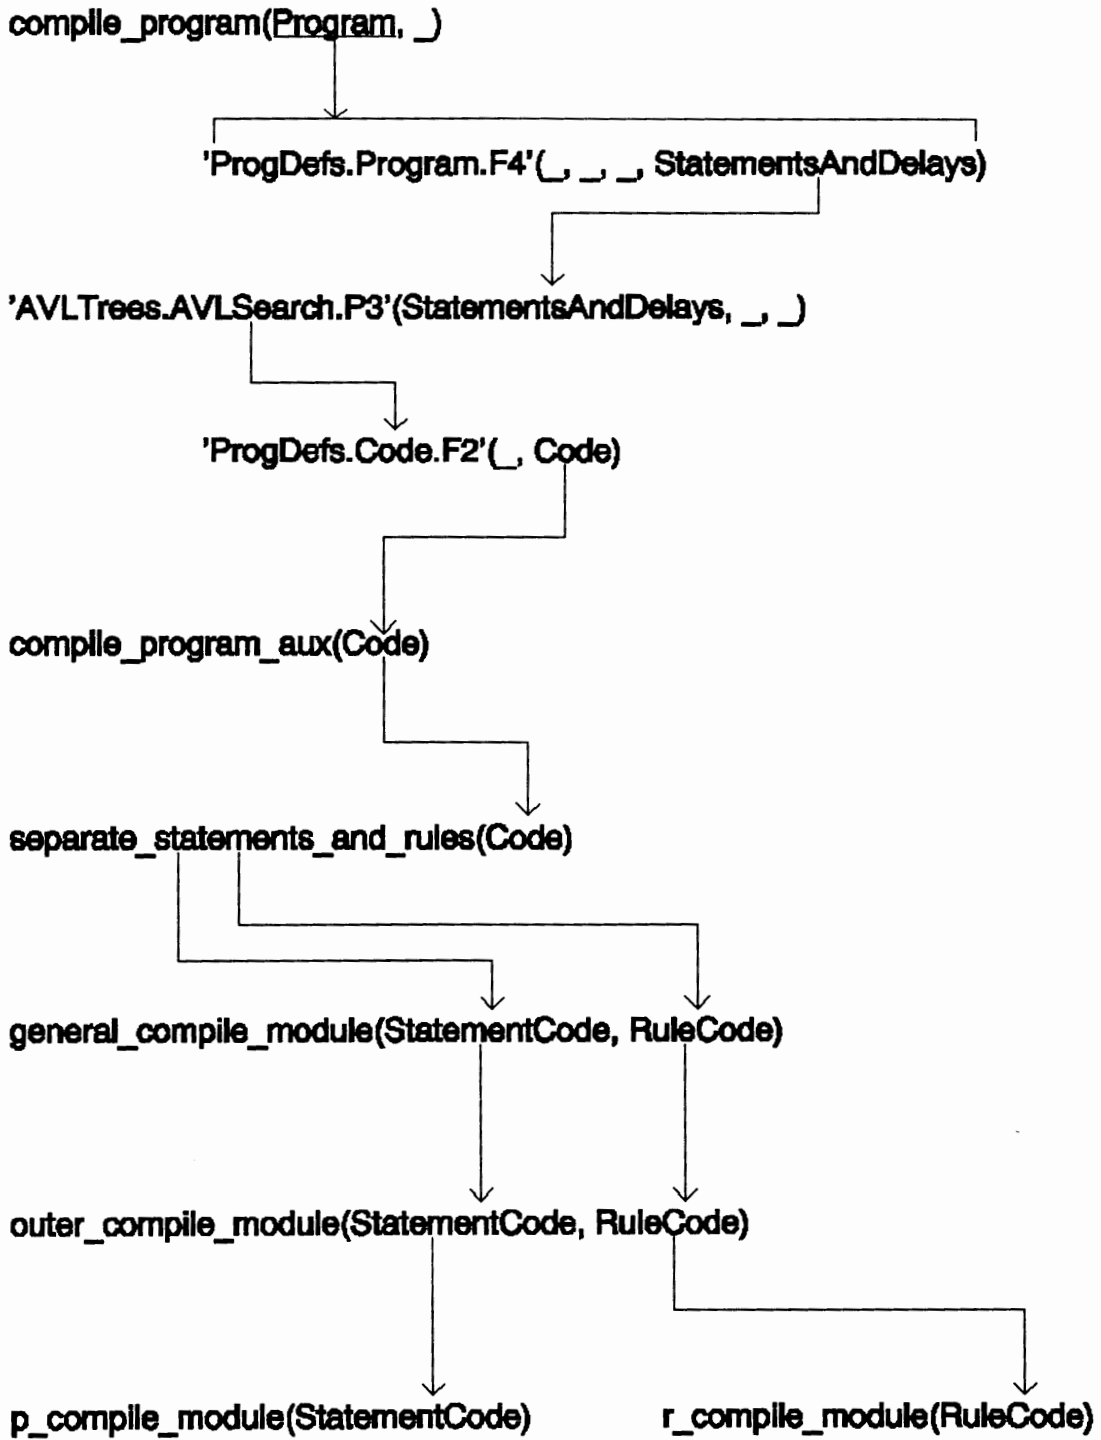 compile_program(Program, _)
'ProgDefs.Program.F4'(_, _, _, StatementsAndDelays)
'AVLTrees.AVLSearch.P3'(StatementsAndDelays, _, _)
'ProgDefs.Code.F2'(_, Code)
compile_program_aux(Code)
separate_statements_and_rules(Code)
general_compile_module(StatementCode, RuleCode)
outer_compile_module(StatementCode, RuleCode)
p_compile_module(StatementCode) r_compile_module(RuleCode)